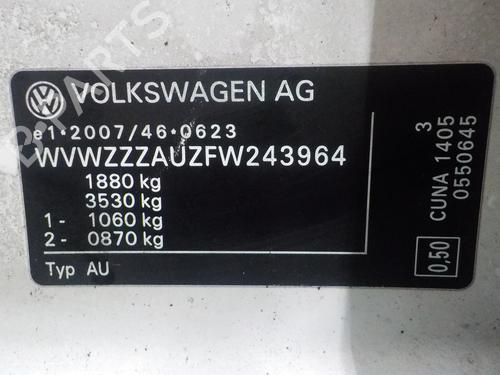 VOLKSWAGEN AG
e1*2007/46*0623
WVWZZZAUZFW243964
1880 kg
3530 kg
1- 1060 kg
2- 0870 kg
Typ AU
3
CUNA 1405
0550645
0,50
B-PARTS